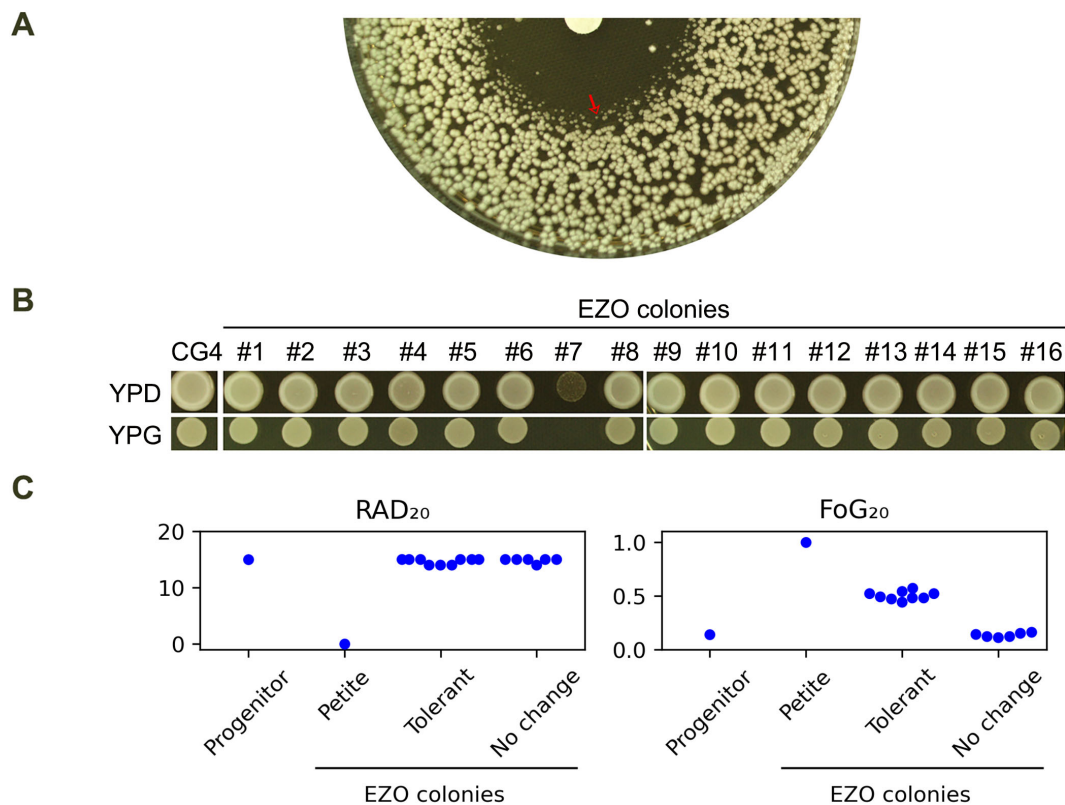 A
B
EZO colonies
CG4 #1 #2 #3 #4 #5 #6 #7 #8 #9 #10 #11 #12 #13 #14 #15 #16
YPD
YPG
C
RAD₂₀
20
10
0
Progenitor
Petite
Tolerant
No change
EZO colonies
FoG₂₀
1.0
0.5
0.0
Progenitor
Petite
Tolerant
No change
EZO colonies